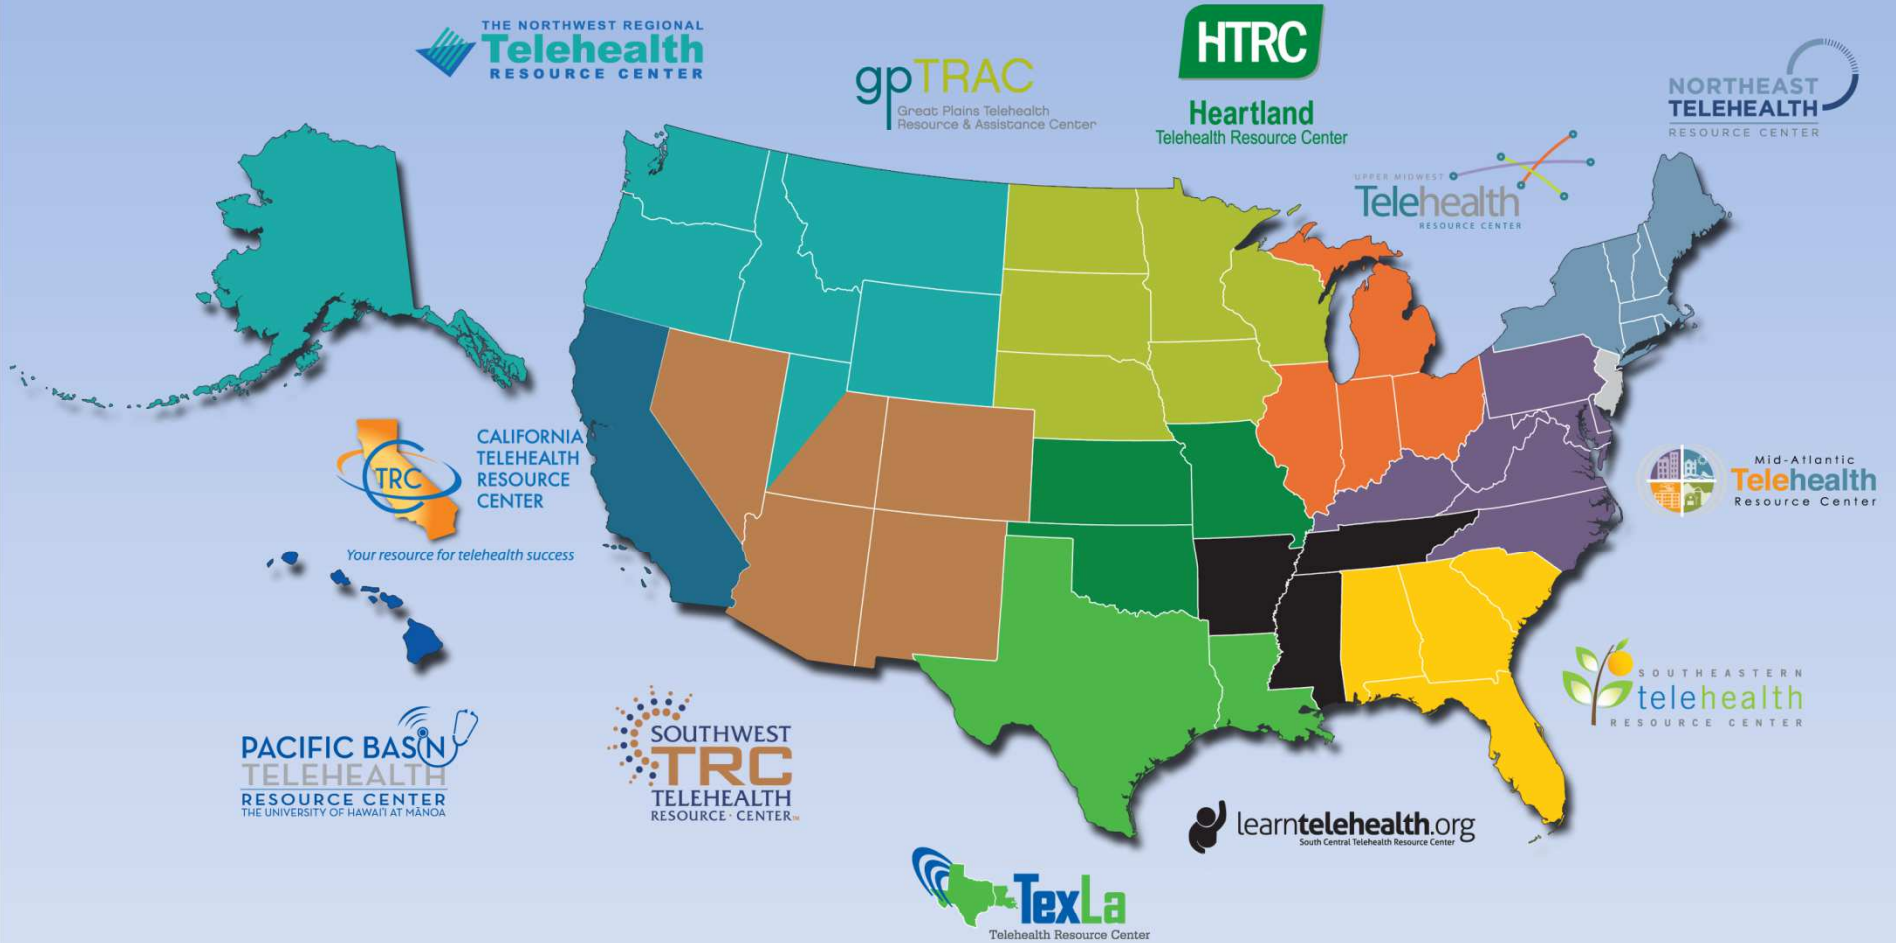 THE NORTHWEST REGIONAL
Telehealth
RESOURCE CENTER
gpTRAC
Great Plains Telehealth
Resource & Assistance Center
HTRC
Heartland
Telehealth Resource Center
NORTHEAST
TELEHEALTH
RESOURCE CENTER
UPPER MIDWEST
Telehealth
RESOURCE CENTER
TRC
CALIFORNIA
TELEHEALTH
RESOURCE
CENTER
Your resource for telehealth success
Mid-Atlantic
Telehealth
Resource Center
PACIFIC BASIN
TELEHEALTH
RESOURCE CENTER
THE UNIVERSITY OF HAWAI'I AT MĀNOA
SOUTHWEST
TRC
TELEHEALTH
RESOURCE · CENTER™
SOUTHEASTERN
telehealth
RESOURCE CENTER
learntelehealth.org
South Central Telehealth Resource Center
TexLa
Telehealth Resource Center